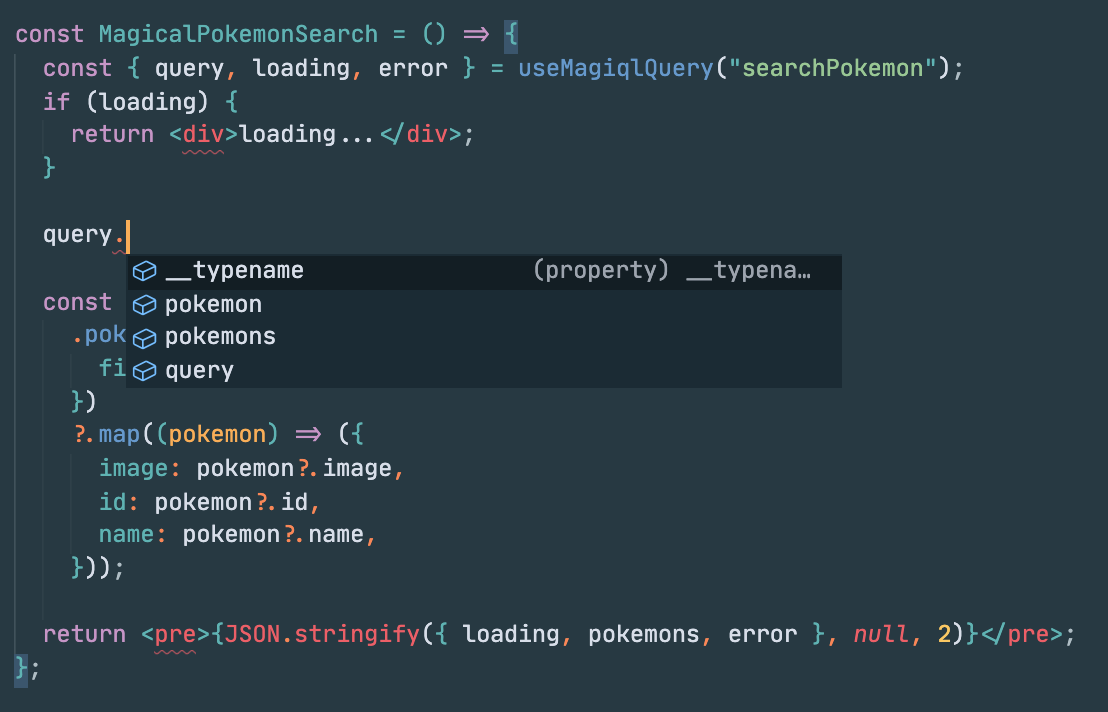 const MagicalPokemonSearch = () => {
  const { query, loading, error } = useMagiqlQuery("searchPokemon");
  if (loading) {
    return <div>loading...</div>;
  }
  query.
__typename (property) __typena…
  const
pokemon
    .pok
pokemons
      fi
query
    })
    ?.map((pokemon) => ({
      image: pokemon?.image,
      id: pokemon?.id,
      name: pokemon?.name,
    }));
  return <pre>{JSON.stringify({ loading, pokemons, error }, null, 2)}</pre>;
};